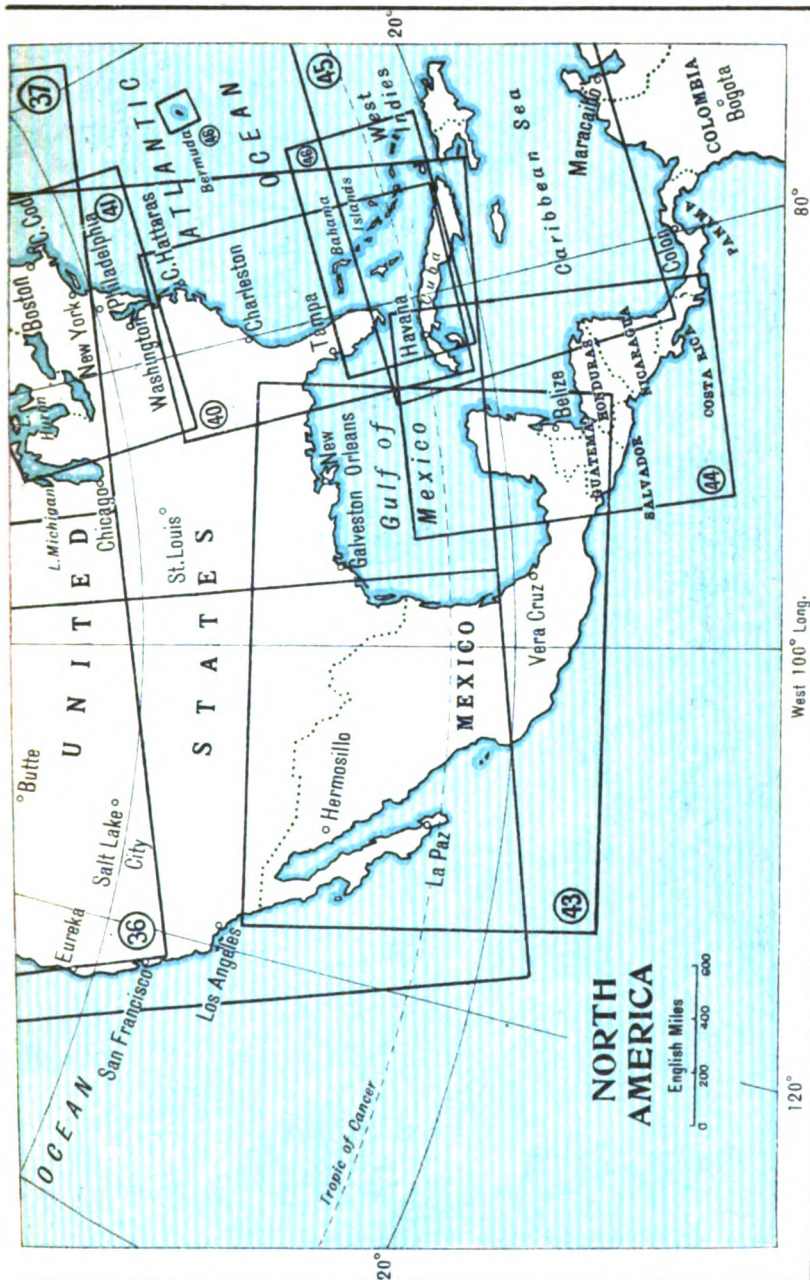 20°
20°
37
ATLANTIC
OCEAN
Bermuda
46
45
C. Cod
Boston
New York
Philadelphia
41
Washington
C. Hatteras
Charleston
Huron
L. Michigan
Chicago
40
St. Louis
UNITED
STATES
Butte
Salt Lake
City
Eureka
36
San Francisco
Los Angeles
OCEAN
Tampa
46
Bahama
Islands
West
Indies
Havana
Cuba
New
Orleans
Galveston
Gulf of
Mexico
Hermosillo
La Paz
MEXICO
Vera Cruz
Belize
GUATEMA.
HONDURAS
SALVADOR
NICARAGUA
COSTA RICA
44
Caribbean
Sea
Maracaibo
Colon
PANAMA
COLOMBIA
Bogota
43
Tropic of Cancer
NORTH
AMERICA
English Miles
0 200 400 600
120°
West 100° Long.
80°
20°